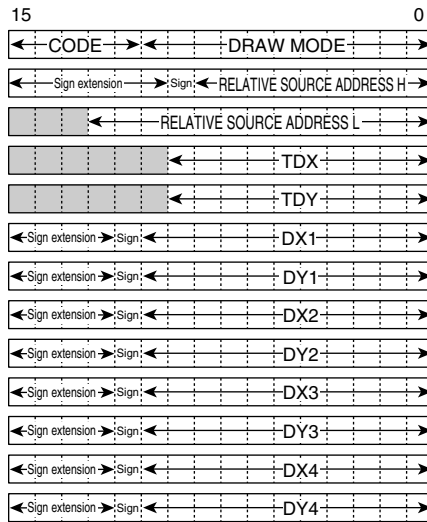 15 0
CODE DRAW MODE
Sign extension Sign RELATIVE SOURCE ADDRESS H
RELATIVE SOURCE ADDRESS L
TDX
TDY
Sign extension Sign DX1
Sign extension Sign DY1
Sign extension Sign DX2
Sign extension Sign DY2
Sign extension Sign DX3
Sign extension Sign DY3
Sign extension Sign DX4
Sign extension Sign DY4